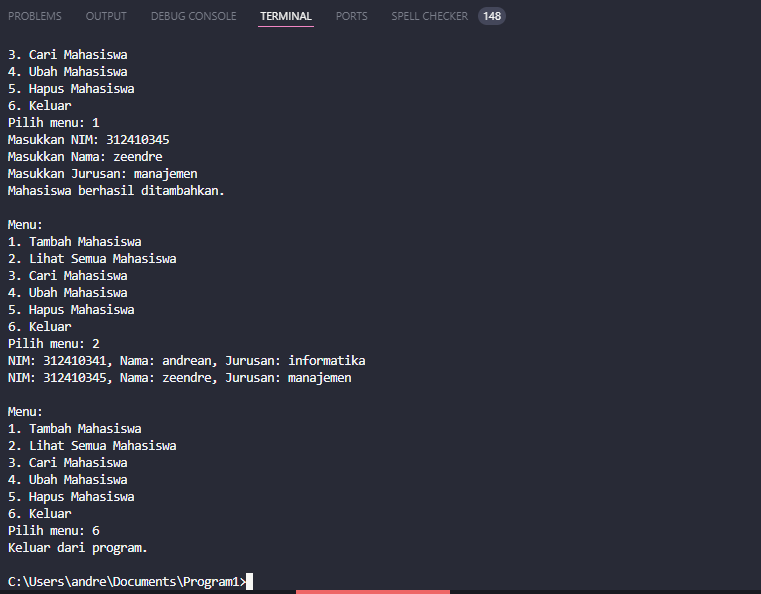 PROBLEMS OUTPUT DEBUG CONSOLE TERMINAL PORTS SPELL CHECKER 148
3. Cari Mahasiswa
4. Ubah Mahasiswa
5. Hapus Mahasiswa
6. Keluar
Pilih menu: 1
Masukkan NIM: 312410345
Masukkan Nama: zeendre
Masukkan Jurusan: manajemen
Mahasiswa berhasil ditambahkan.
Menu:
1. Tambah Mahasiswa
2. Lihat Semua Mahasiswa
3. Cari Mahasiswa
4. Ubah Mahasiswa
5. Hapus Mahasiswa
6. Keluar
Pilih menu: 2
NIM: 312410341, Nama: andrean, Jurusan: informatika
NIM: 312410345, Nama: zeendre, Jurusan: manajemen
Menu:
1. Tambah Mahasiswa
2. Lihat Semua Mahasiswa
3. Cari Mahasiswa
4. Ubah Mahasiswa
5. Hapus Mahasiswa
6. Keluar
Pilih menu: 6
Keluar dari program.
C:\Users\andre\Documents\Program1>